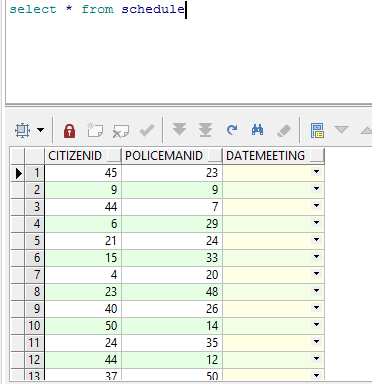 select * from schedule
CITIZENID POLICEMANID DATEMEETING
1 45 23
2 9 9
3 44 7
4 6 29
5 21 24
6 15 33
7 4 20
8 23 48
9 40 26
10 50 14
11 24 35
12 44 12
13 37 50